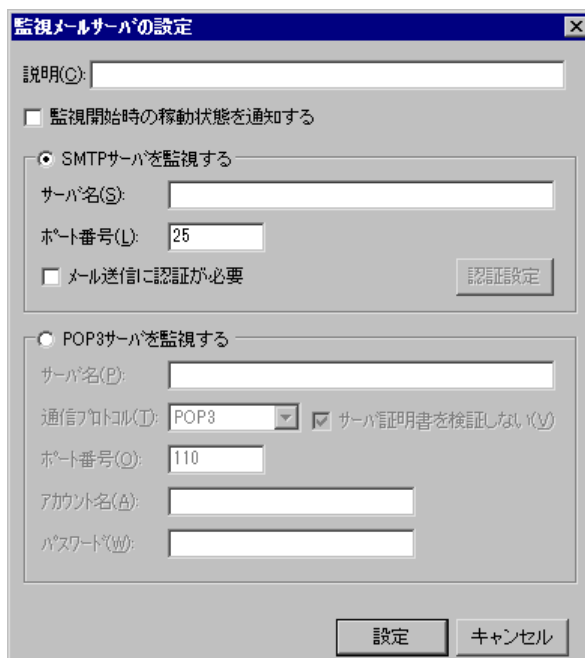 監視メールサーバの設定
説明(C):
監視開始時の稼動状態を通知する
SMTPサーバを監視する
サーバ名(S):
ポート番号(L): 25
メール送信に認証が必要 認証設定
POP3サーバを監視する
サーバ名(P):
通信プロトコル(T): POP3 サーバ証明書を検証しない(V)
ポート番号(O): 110
アカウント名(A):
パスワード(W):
設定 キャンセル